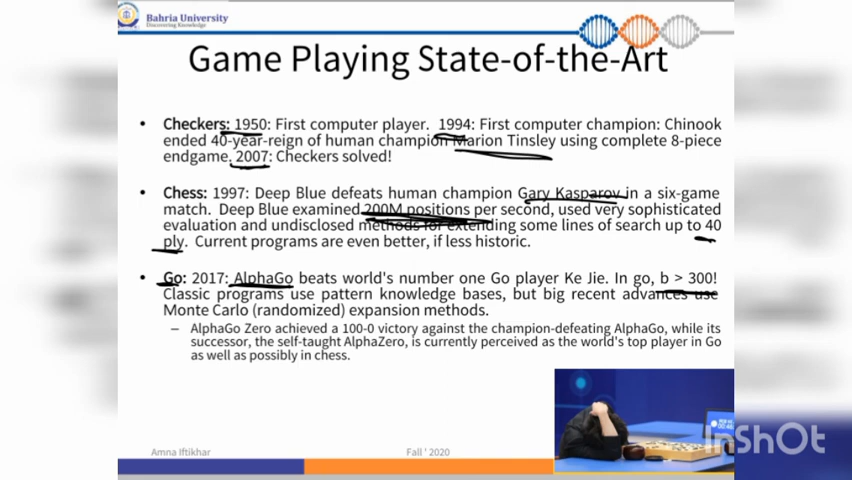 Bahria University
Discovering Knowledge
Game Playing State-of-the-Art
• Checkers: 1950: First computer player. 1994: First computer champion: Chinook
ended 40-year-reign of human champion Marion Tinsley using complete 8-piece
endgame. 2007: Checkers solved!
• Chess: 1997: Deep Blue defeats human champion Gary Kasparov in a six-game
match. Deep Blue examined 200M positions per second, used very sophisticated
evaluation and undisclosed methods for extending some lines of search up to 40
ply. Current programs are even better, if less historic.
• Go: 2017: AlphaGo beats world's number one Go player Ke Jie. In go, b > 300!
Classic programs use pattern knowledge bases, but big recent advances use
Monte Carlo (randomized) expansion methods.
– AlphaGo Zero achieved a 100-0 victory against the champion-defeating AlphaGo, while its
successor, the self-taught AlphaZero, is currently perceived as the world's top player in Go
as well as possibly in chess.
Amna Iftikhar
Fall ' 2020
InShOt